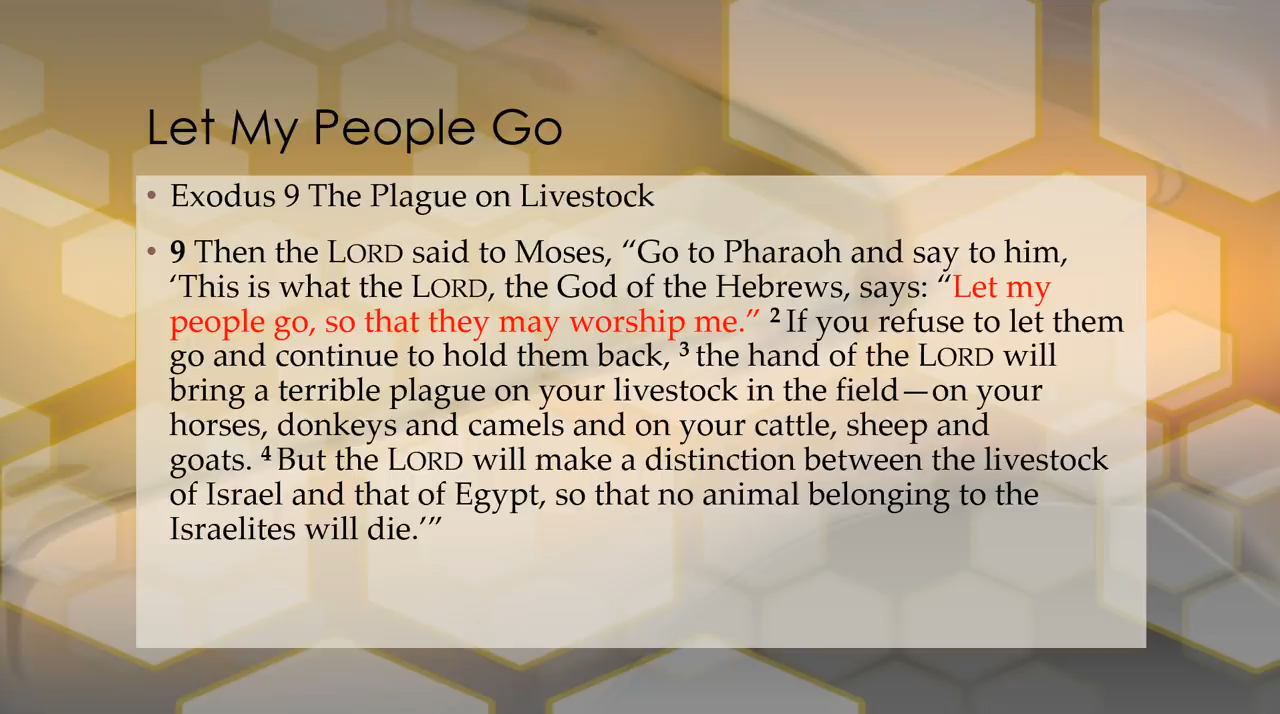 Let My People Go
• Exodus 9 The Plague on Livestock
• 9 Then the LORD said to Moses, “Go to Pharaoh and say to him,
‘This is what the LORD, the God of the Hebrews, says: “Let my
people go, so that they may worship me.” 2 If you refuse to let them
go and continue to hold them back, 3 the hand of the LORD will
bring a terrible plague on your livestock in the field—on your
horses, donkeys and camels and on your cattle, sheep and
goats. 4 But the LORD will make a distinction between the livestock
of Israel and that of Egypt, so that no animal belonging to the
Israelites will die.’”